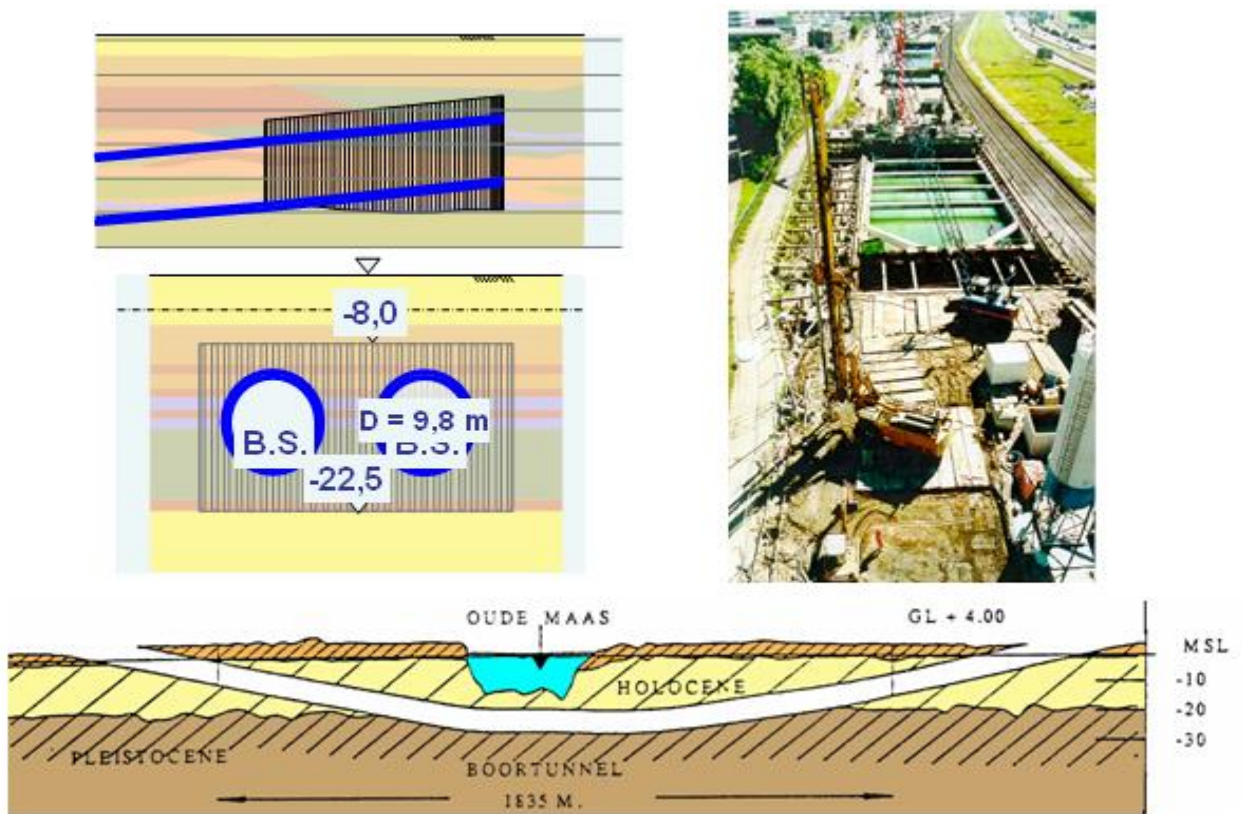 -8,0
D = 9,8 m
B.S.
B.S.
-22,5
OUDE MAAS
GL + 4.00
MSL
-10
HOLOCENE
-20
-30
PLEISTOCENE
BOORTUNNEL
1835 M.